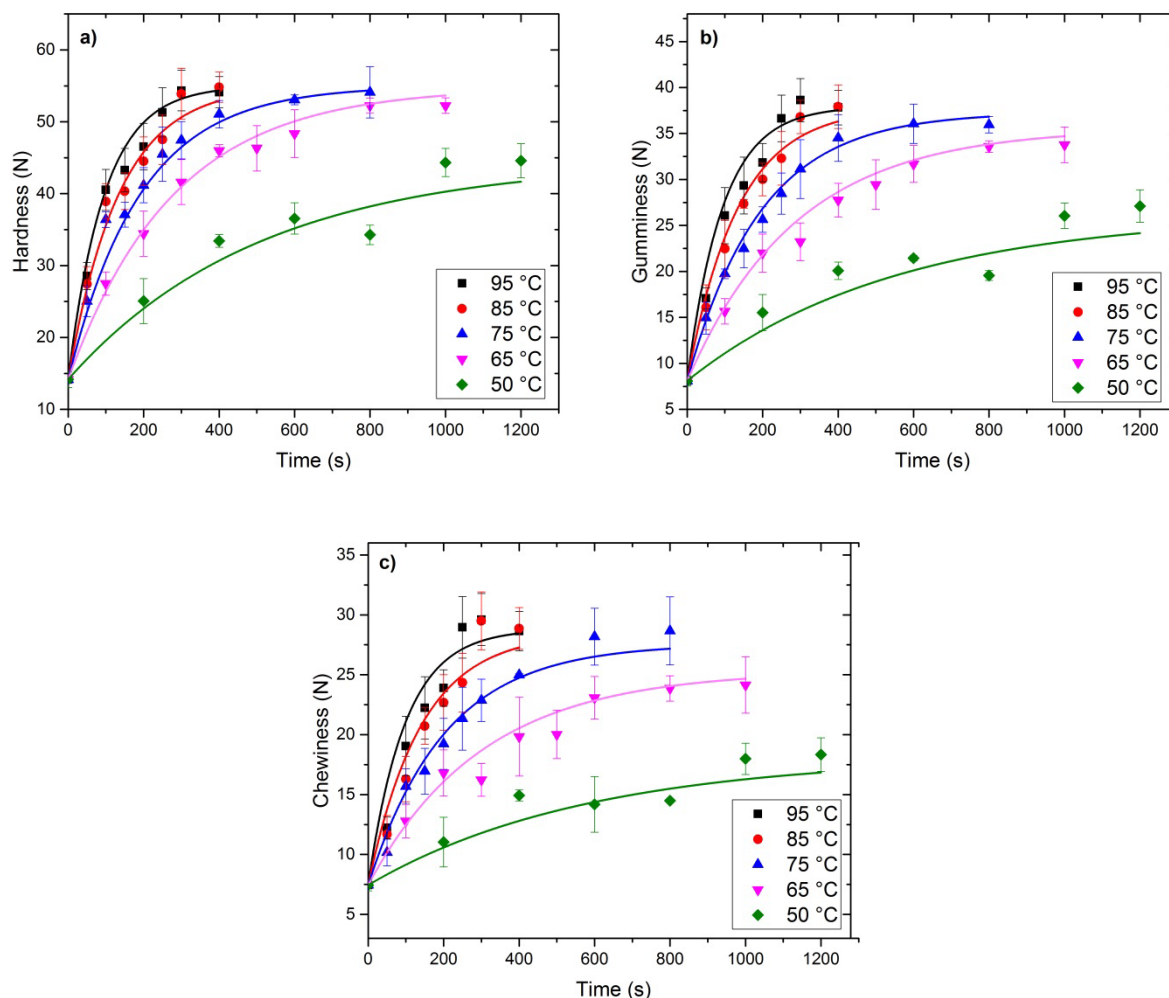 a)
Hardness (N)
60
50
40
30
20
10
95 °C
85 °C
75 °C
65 °C
50 °C
0 200 400 600 800 1000 1200
Time (s)
b)
Gumminess (N)
45
40
35
30
25
20
15
10
5
95 °C
85 °C
75 °C
65 °C
50 °C
0 200 400 600 800 1000 1200
Time (s)
c)
Chewiness (N)
35
30
25
20
15
10
5
95 °C
85 °C
75 °C
65 °C
50 °C
0 200 400 600 800 1000 1200
Time (s)